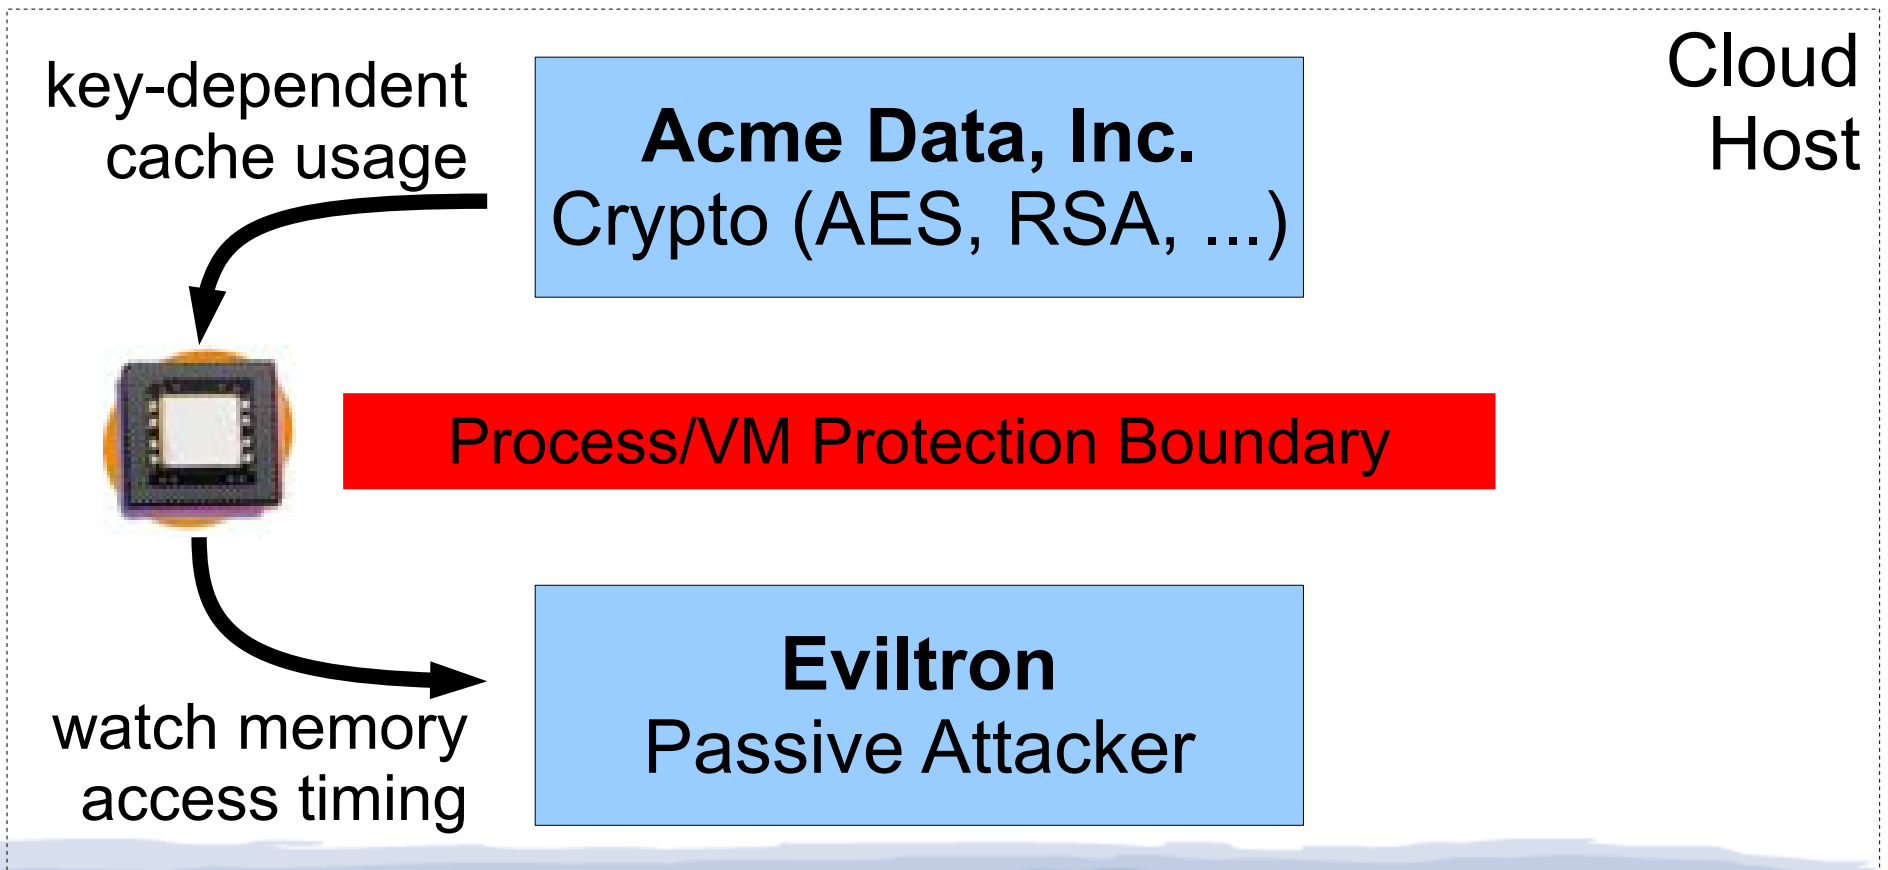 Cloud
Host
key-dependent
cache usage
Acme Data, Inc.
Crypto (AES, RSA, ...)
Process/VM Protection Boundary
Eviltron
Passive Attacker
watch memory
access timing